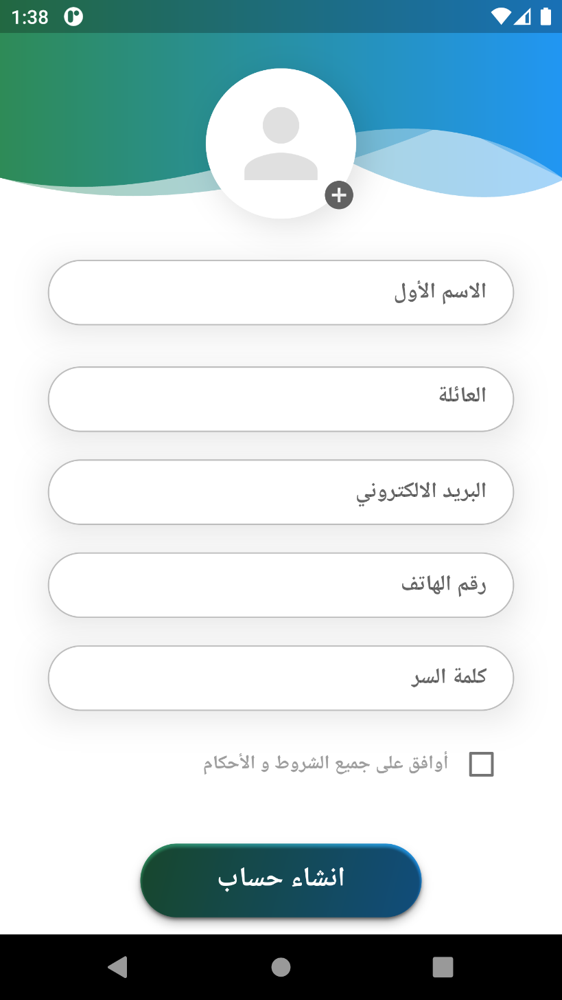 1:38
الاسم الأول
العائلة
البريد الالكتروني
رقم الهاتف
كلمة السر
أوافق على جميع الشروط و الأحكام
انشاء حساب